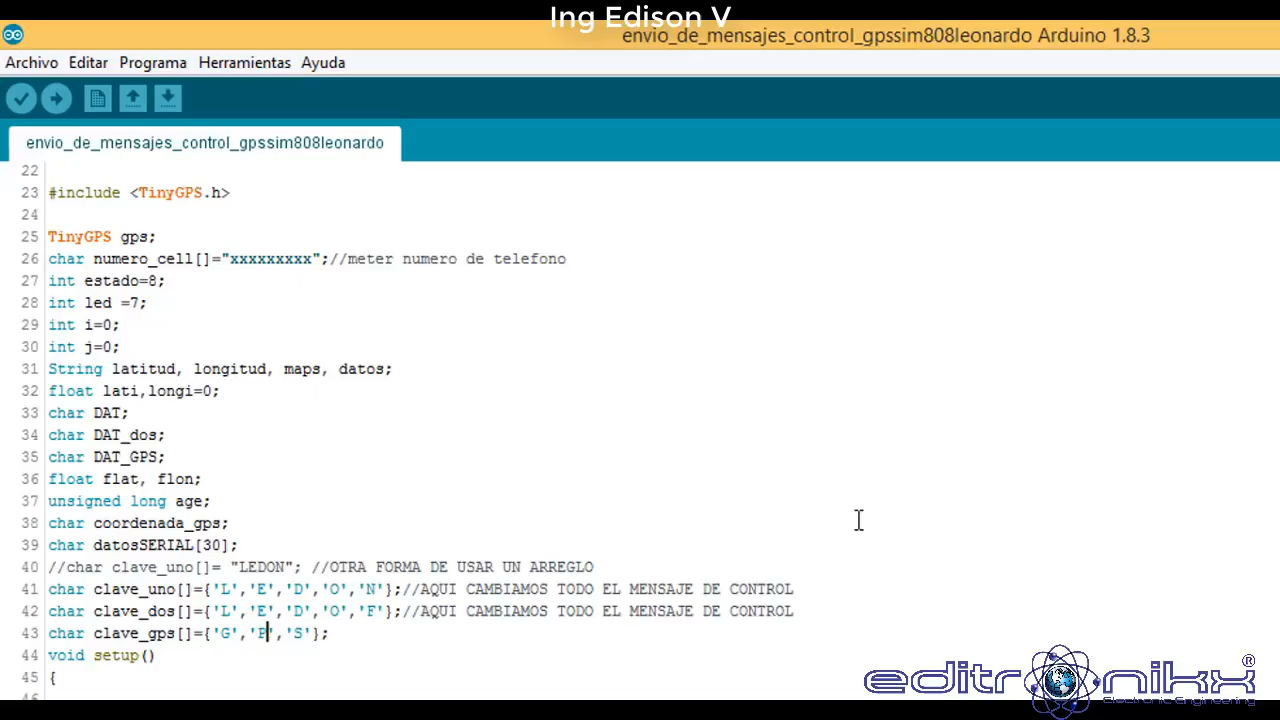 Ing Edison V
envio_de_mensajes_control_gpssim808leonardo Arduino 1.8.3
Archivo Editar Programa Herramientas Ayuda
envio_de_mensajes_control_gpssim808leonardo
22
23 #include <TinyGPS.h>
24
25 TinyGPS gps;
26 char numero_cell[]="xxxxxxxxx";//meter numero de telefono
27 int estado=8;
28 int led =7;
29 int i=0;
30 int j=0;
31 String latitud, longitud, maps, datos;
32 float lati,longi=0;
33 char DAT;
34 char DAT_dos;
35 char DAT_GPS;
36 float flat, flon;
37 unsigned long age;
38 char coordenada_gps;
39 char datosSERIAL[30];
40 //char clave_uno[]= "LEDON"; //OTRA FORMA DE USAR UN ARREGLO
41 char clave_uno[]={'L','E','D','O','N'};//AQUI CAMBIAMOS TODO EL MENSAJE DE CONTROL
42 char clave_dos[]={'L','E','D','O','F'};//AQUI CAMBIAMOS TODO EL MENSAJE DE CONTROL
43 char clave_gps[]={'G','P','S'};
44 void setup()
45 {
editronikx®
Electronic Engineering